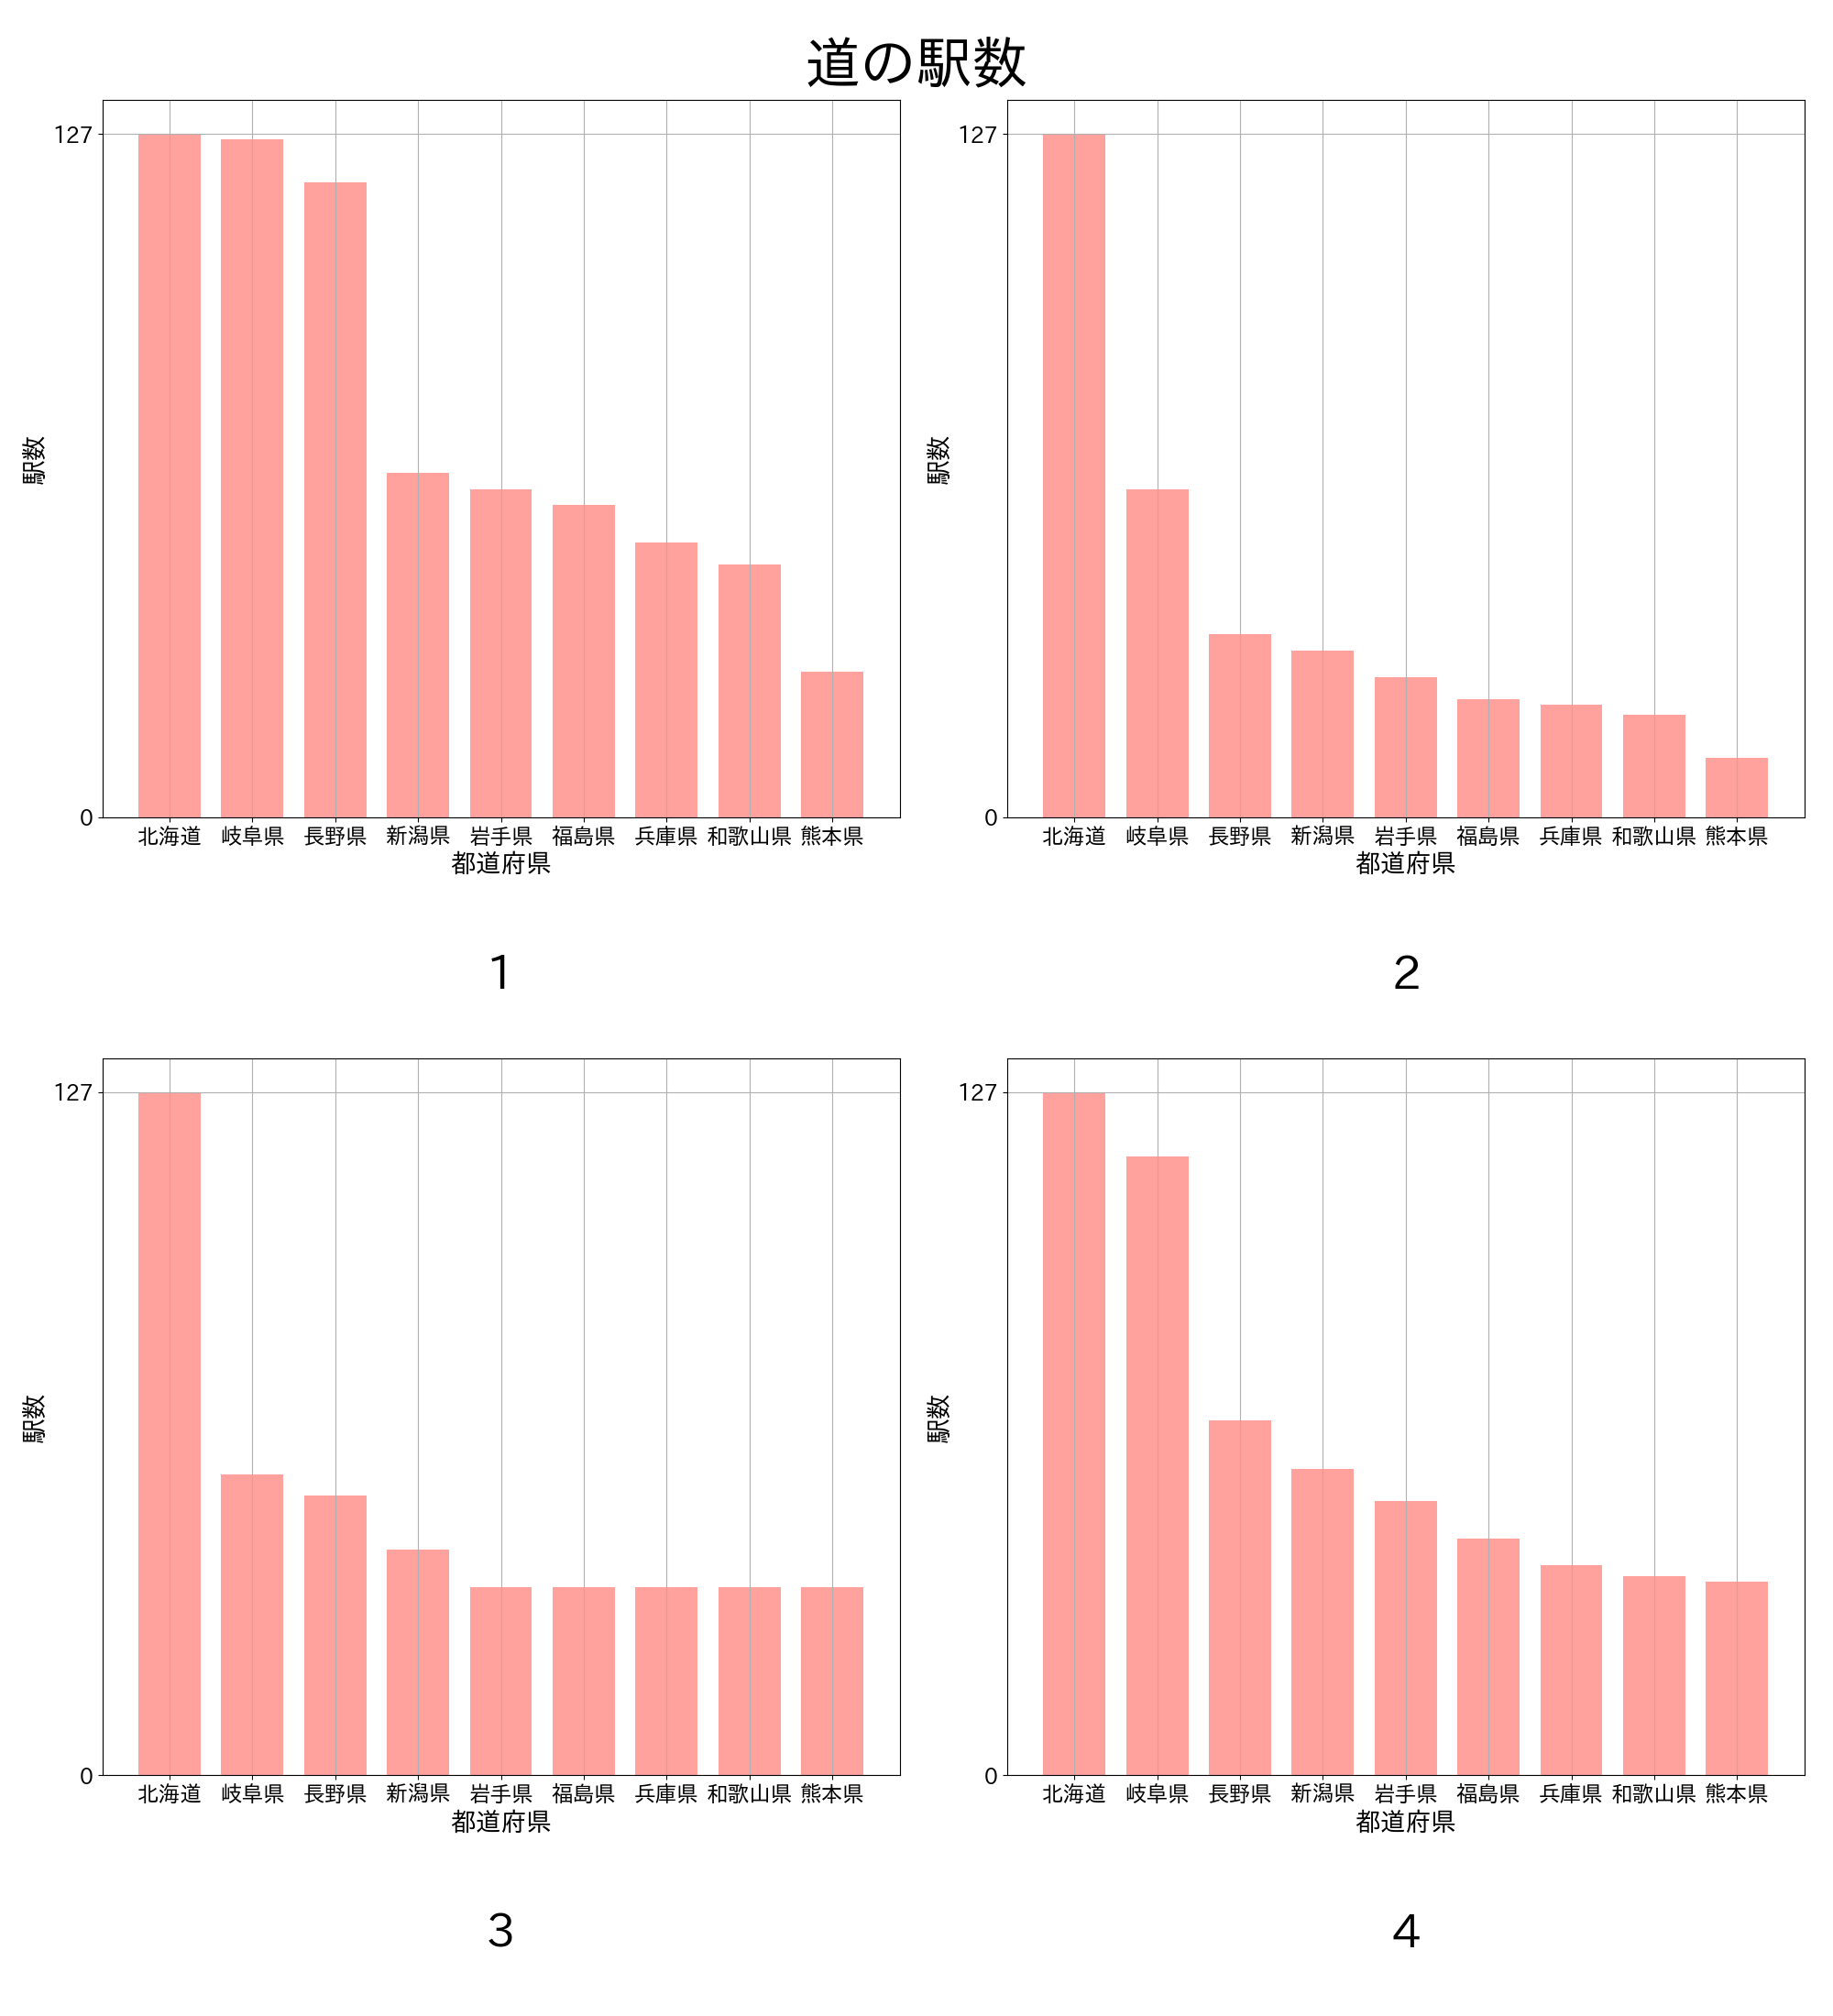 道の駅数
127
0
駅数
北海道 岐阜県 長野県 新潟県 岩手県 福島県 兵庫県 和歌山県 熊本県
都道府県
1
127
0
駅数
北海道 岐阜県 長野県 新潟県 岩手県 福島県 兵庫県 和歌山県 熊本県
都道府県
2
127
0
駅数
北海道 岐阜県 長野県 新潟県 岩手県 福島県 兵庫県 和歌山県 熊本県
都道府県
3
127
0
駅数
北海道 岐阜県 長野県 新潟県 岩手県 福島県 兵庫県 和歌山県 熊本県
都道府県
4